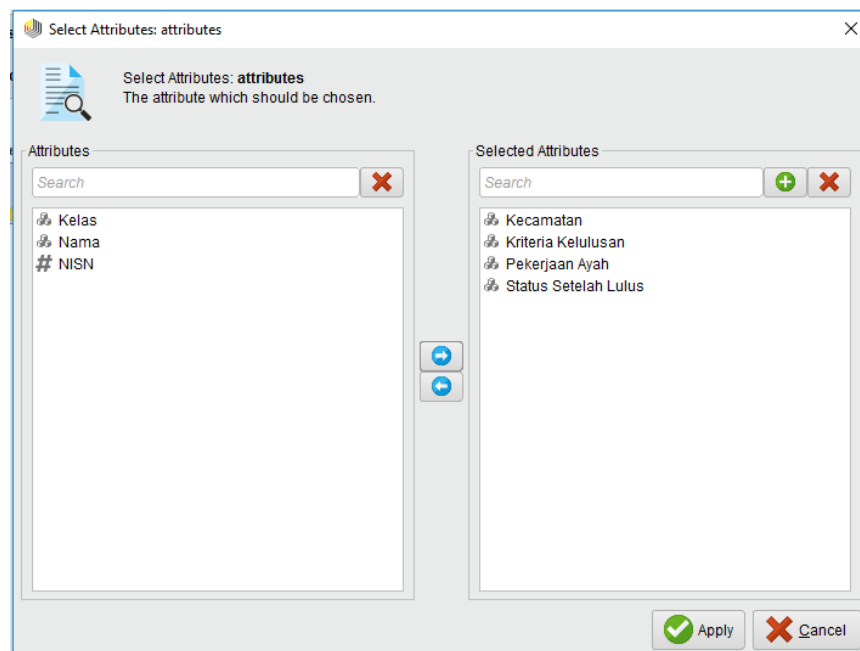 Select Attributes: attributes
Select Attributes: attributes
The attribute which should be chosen.
Attributes
Search
Kelas
Nama
# NISN
Selected Attributes
Search
Kecamatan
Kriteria Kelulusan
Pekerjaan Ayah
Status Setelah Lulus
Apply
Cancel